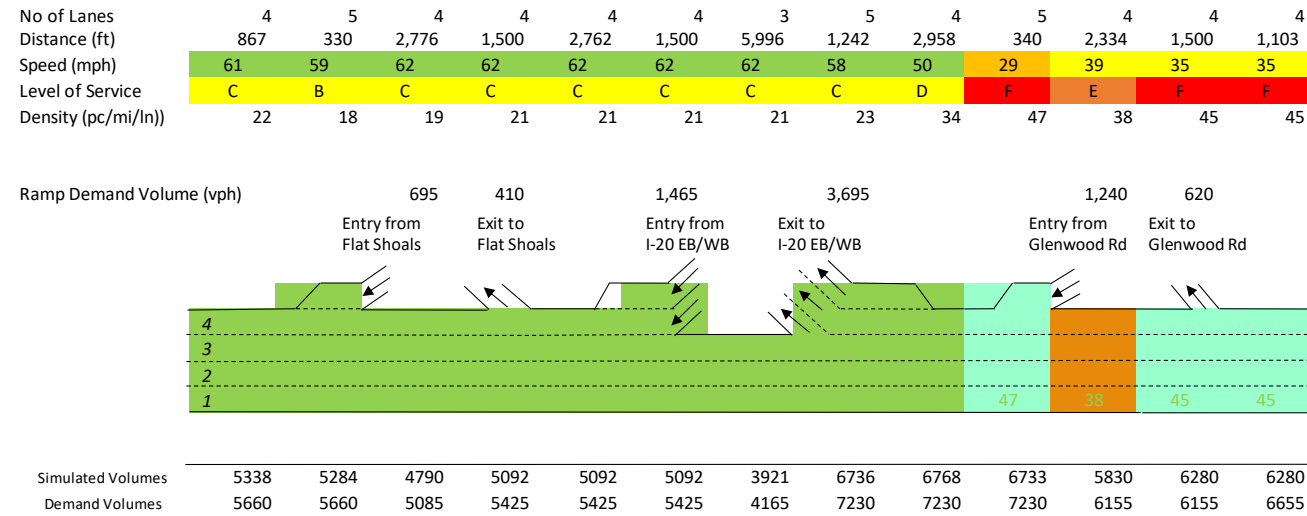 No of Lanes 4 5 4 4 4 4 3 5 4 5 4 4 4
Distance (ft) 867 330 2,776 1,500 2,762 1,500 5,996 1,242 2,958 340 2,334 1,500 1,103
Speed (mph) 61 59 62 62 62 62 62 58 50 29 39 35 35
Level of Service C B C C C C C C D F E F F
Density (pc/mi/ln)) 22 18 19 21 21 21 21 23 34 47 38 45 45
Ramp Demand Volume (vph) 695 410 1,465 3,695 1,240 620
Entry from Exit to Entry from Exit to Entry from Exit to
Flat Shoals Flat Shoals I-20 EB/WB I-20 EB/WB Glenwood Rd Glenwood Rd
4
3
2
1 47 38 45 45
Simulated Volumes 5338 5284 4790 5092 5092 5092 3921 6736 6768 6733 5830 6280 6280
Demand Volumes 5660 5660 5085 5425 5425 5425 4165 7230 7230 7230 6155 6155 6655